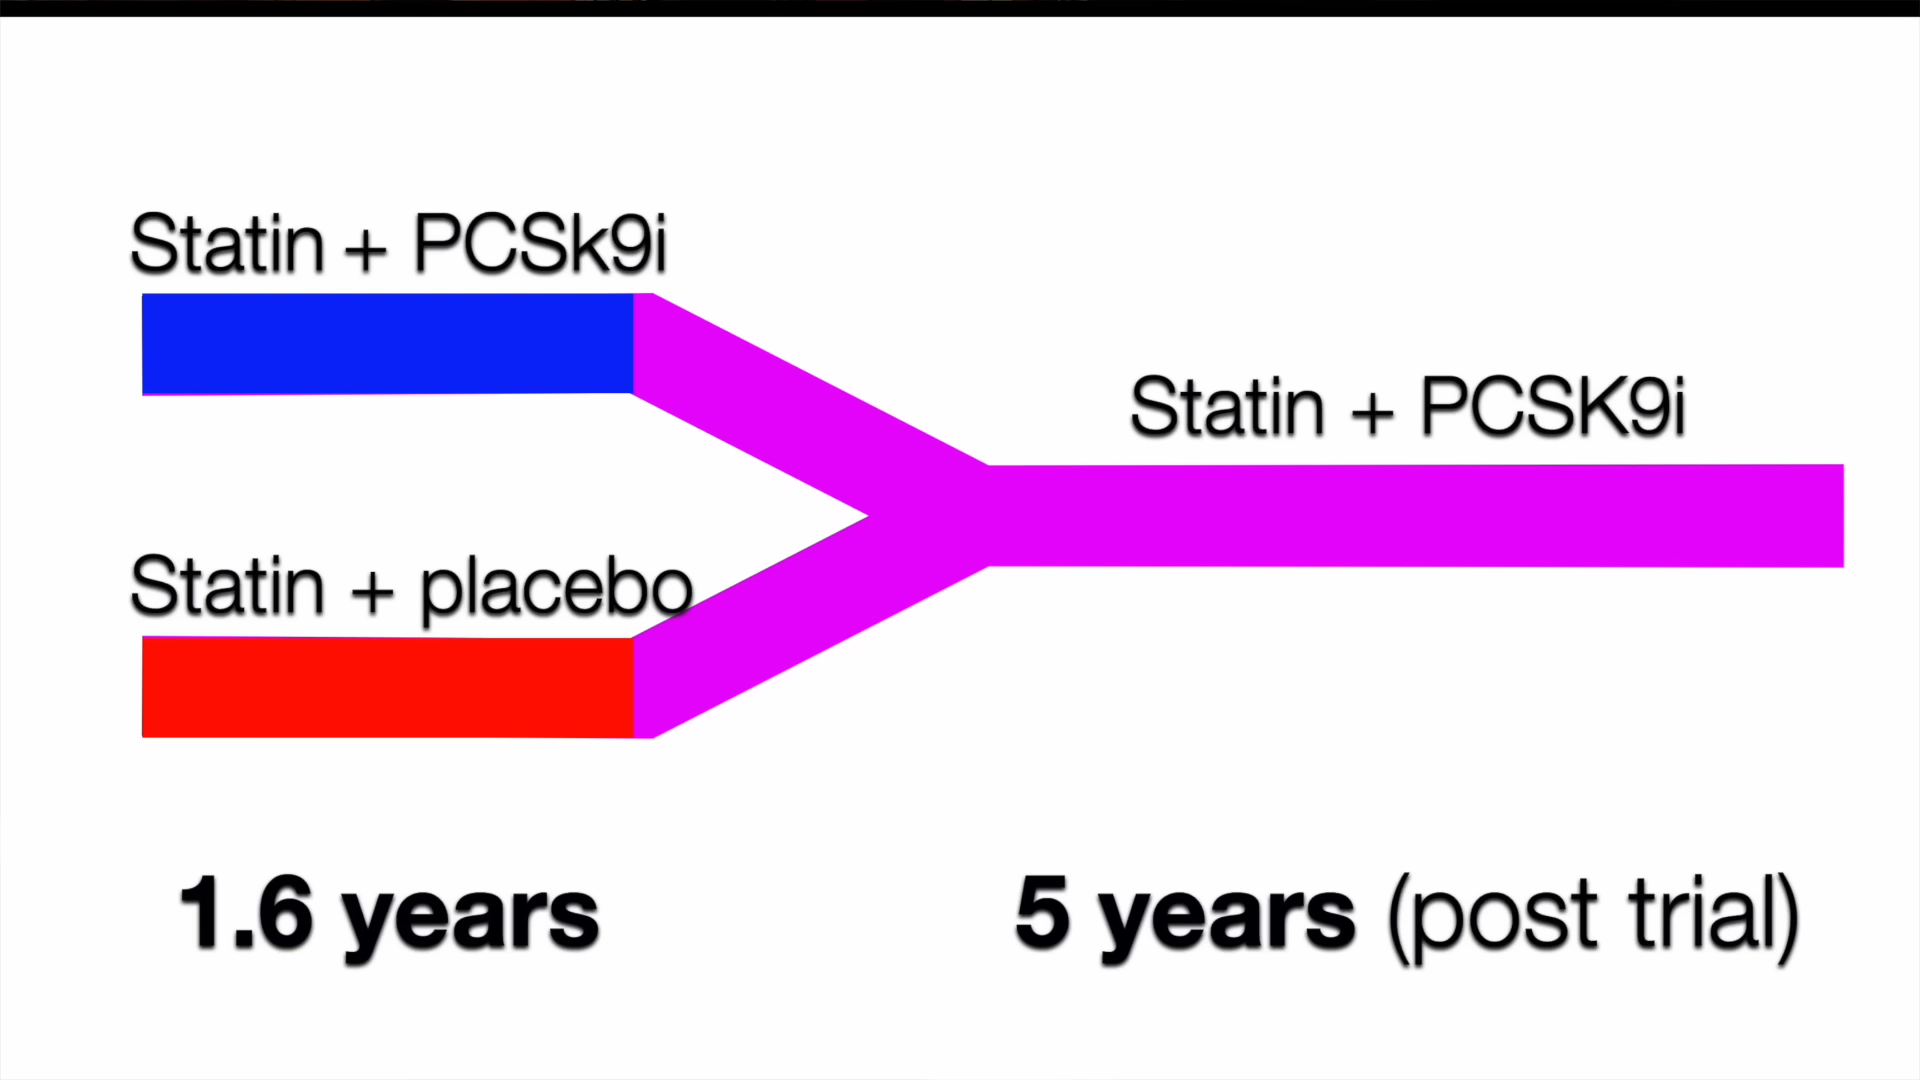 Statin + PCSk9i
Statin + PCSK9i
Statin + placebo
1.6 years
5 years (post trial)